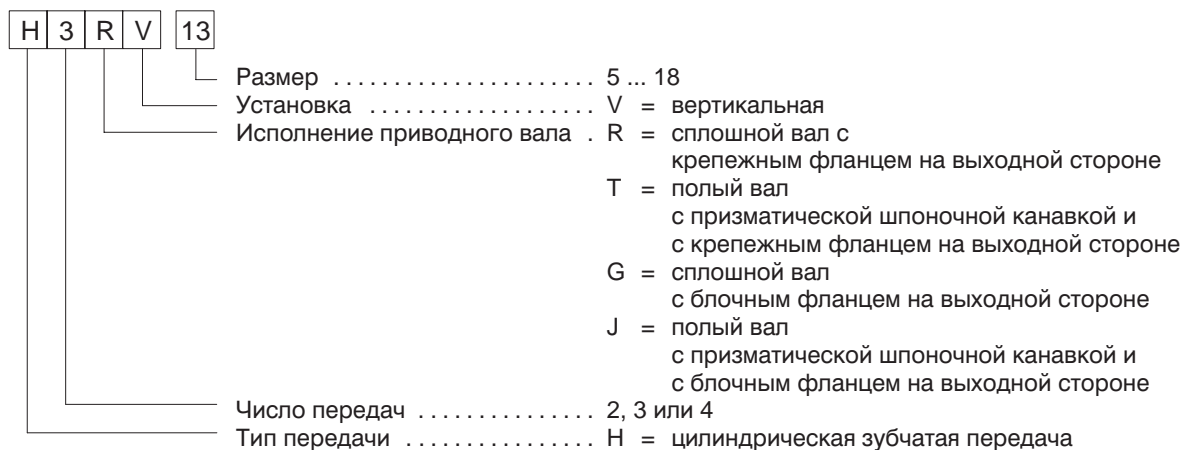 H 3 R V 13
Размер . . . . . . . . . . . . . . . . . . . . . . 5 ... 18
Установка . . . . . . . . . . . . . . . . . . . V = вертикальная
Исполнение приводного вала . R = сплошной вал с
крепежным фланцем на выходной стороне
T = полый вал
с призматической шпоночной канавкой и
с крепежным фланцем на выходной стороне
G = сплошной вал
с блочным фланцем на выходной стороне
J = полый вал
с призматической шпоночной канавкой и
с блочным фланцем на выходной стороне
Число передач . . . . . . . . . . . . . . . 2, 3 или 4
Тип передачи . . . . . . . . . . . . . . . . H = цилиндрическая зубчатая передача